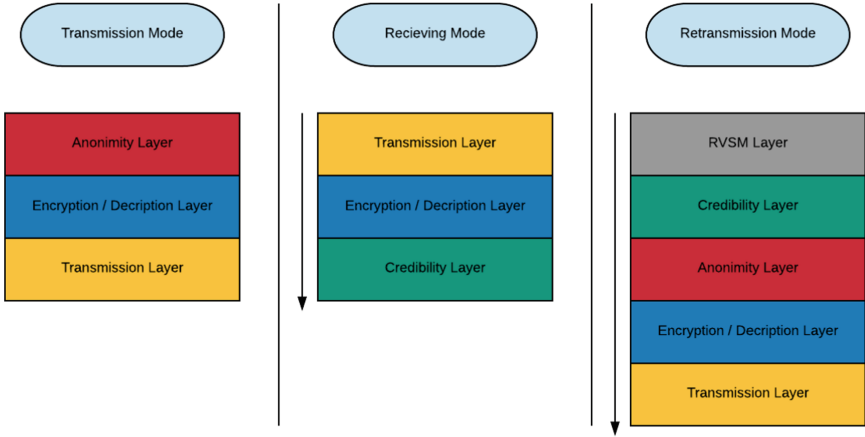 Transmission Mode
Recieving Mode
Retransmission Mode
Anonimity Layer
Encryption / Decription Layer
Transmission Layer
Transmission Layer
Encryption / Decription Layer
Credibility Layer
RVSM Layer
Credibility Layer
Anonimity Layer
Encryption / Decription Layer
Transmission Layer